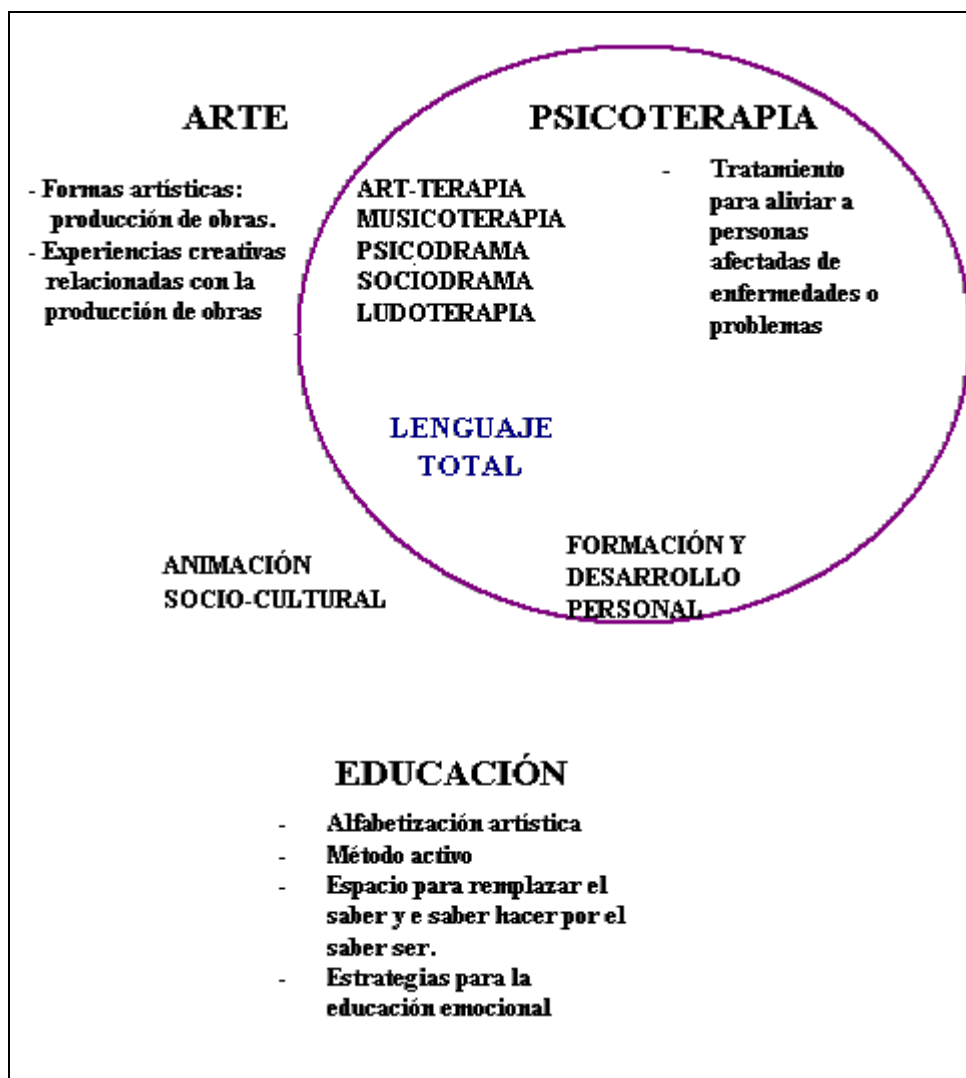 ARTE
- Formas artísticas:
producción de obras.
- Experiencias creativas
relacionadas con la
producción de obras
PSICOTERAPIA
ART-TERAPIA
MUSICOTERAPIA
PSICODRAMA
SOCIODRAMA
LUDOTERAPIA
- Tratamiento
para aliviar a
personas
afectadas de
enfermedades o
problemas
LENGUAJE
TOTAL
ANIMACIÓN
SOCIO-CULTURAL
FORMACIÓN Y
DESARROLLO
PERSONAL
EDUCACIÓN
- Alfabetización artística
- Método activo
- Espacio para remplazar el
saber y e saber hacer por el
saber ser.
- Estrategias para la
educación emocional